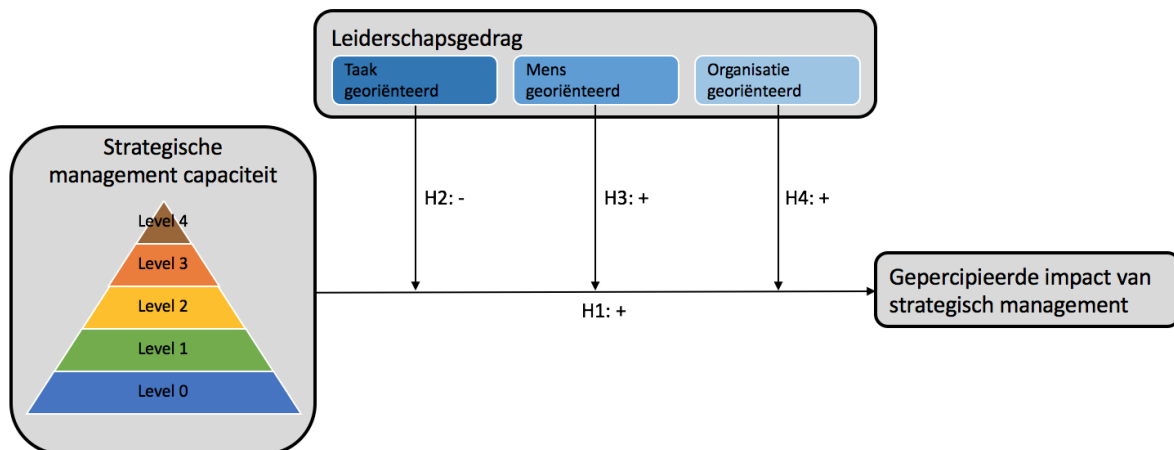 Leiderschapsgedrag
Taak
georiënteerd
Mens
georiënteerd
Organisatie
georiënteerd
Strategische
management capaciteit
Level 4
Level 3
Level 2
Level 1
Level 0
H2: -
H3: +
H4: +
H1: +
Gepercipieerde impact van
strategisch management